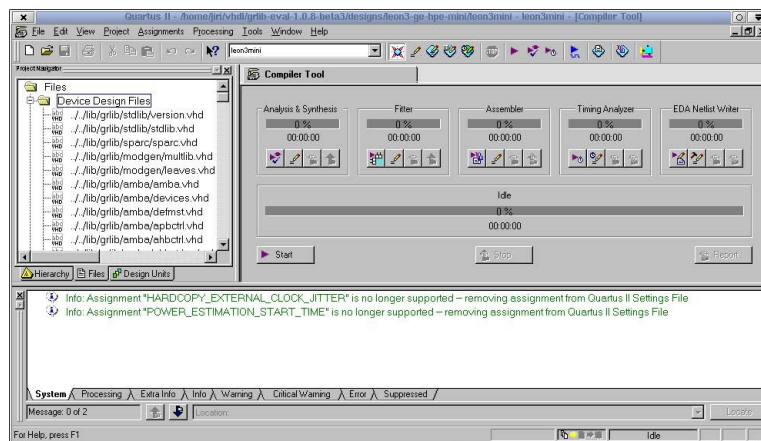 Quartus II - /home/jiri/vhdl/grlib-eval-1.0.8-beta3/designs/leon3-ge-hpe-mini/leon3mini - leon3mini - [Compiler Tool]
File Edit View Project Assignments Processing Tools Window Help
leon3mini
Project Navigator
Files
Device Design Files
../../lib/grlib/stdlib/version.vhd
../../lib/grlib/stdlib/stdlib.vhd
../../lib/grlib/sparc/sparc.vhd
../../lib/grlib/modgen/multlib.vhd
../../lib/grlib/modgen/leaves.vhd
../../lib/grlib/amba/amba.vhd
../../lib/grlib/amba/devices.vhd
../../lib/grlib/amba/defmst.vhd
../../lib/grlib/amba/apbctrl.vhd
../../lib/grlib/amba/ahbctrl.vhd
Hierarchy Files Design Units
Compiler Tool
Analysis & Synthesis Fitter Assembler Timing Analyzer EDA Netlist Writer
0 % 0 % 0 % 0 % 0 %
00:00:00 00:00:00 00:00:00 00:00:00 00:00:00
Idle
0 %
00:00:00
Start Stop Report
Info: Assignment "HARDCOPY_EXTERNAL_CLOCK_JITTER" is no longer supported -- removing assignment from Quartus II Settings File
Info: Assignment "POWER_ESTIMATION_START_TIME" is no longer supported -- removing assignment from Quartus II Settings File
System Processing Extra Info Info Warning Critical Warning Error Suppressed
Message: 0 of 2 Location: Locate
For Help, press F1 Idle